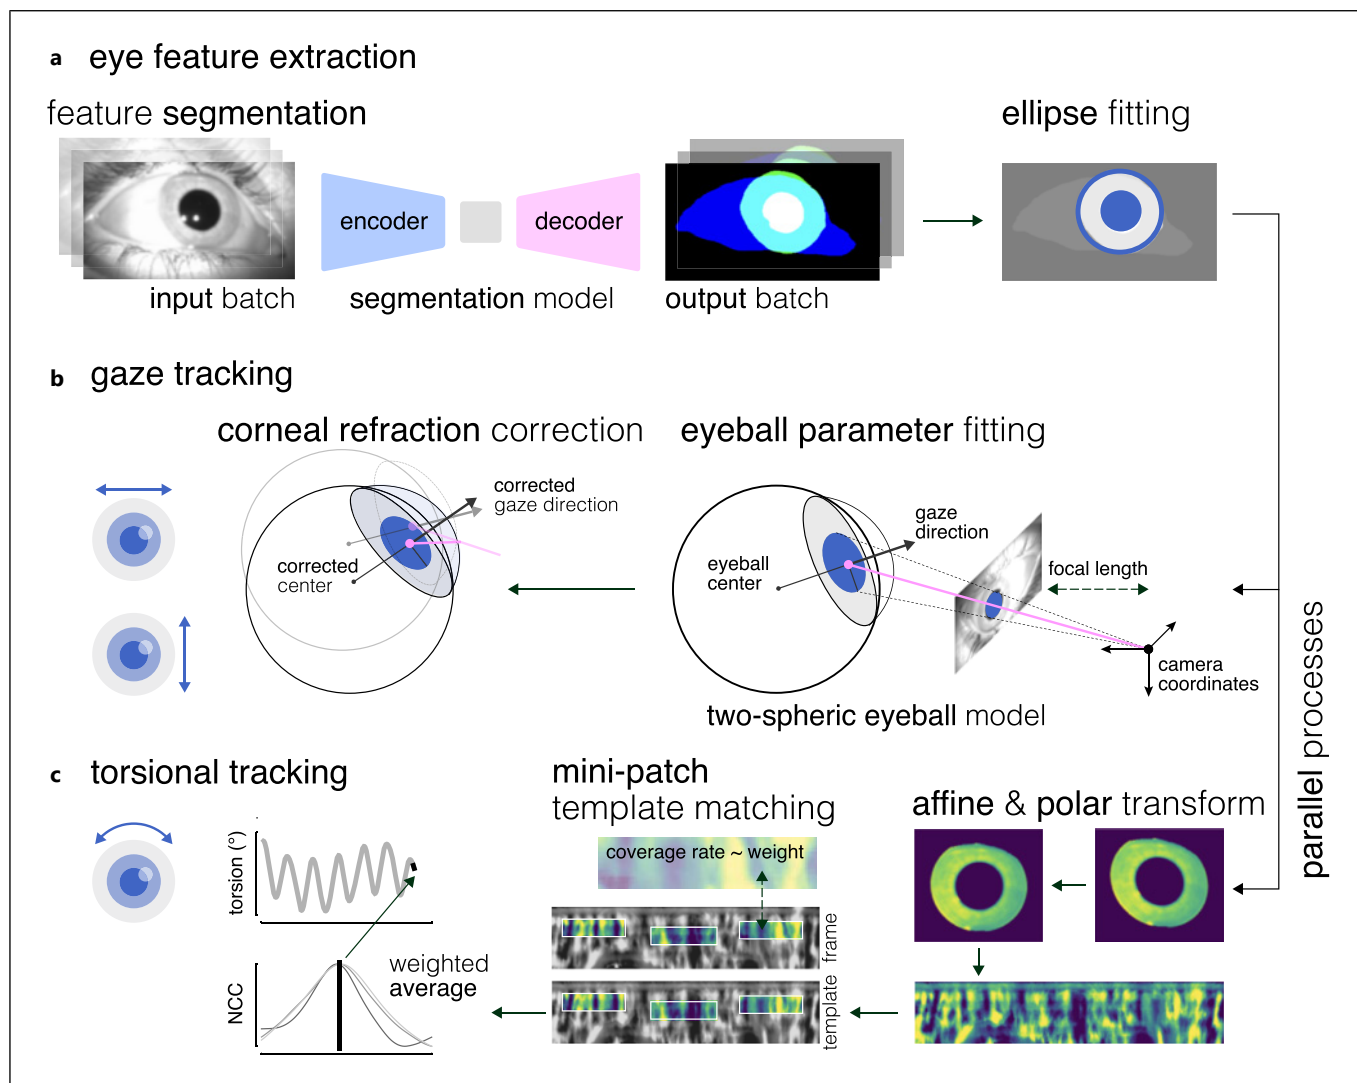 a eye feature extraction
feature segmentation
ellipse fitting
encoder
decoder
input batch
segmentation model
output batch
b gaze tracking
corneal refraction correction
eyeball parameter fitting
corrected
gaze direction
corrected
center
gaze
direction
eyeball
center
focal length
camera
coordinates
two-spheric eyeball model
parallel processes
c torsional tracking
mini-patch
template matching
affine & polar transform
torsion (°)
coverage rate ~ weight
frame
template
weighted
average
NCC